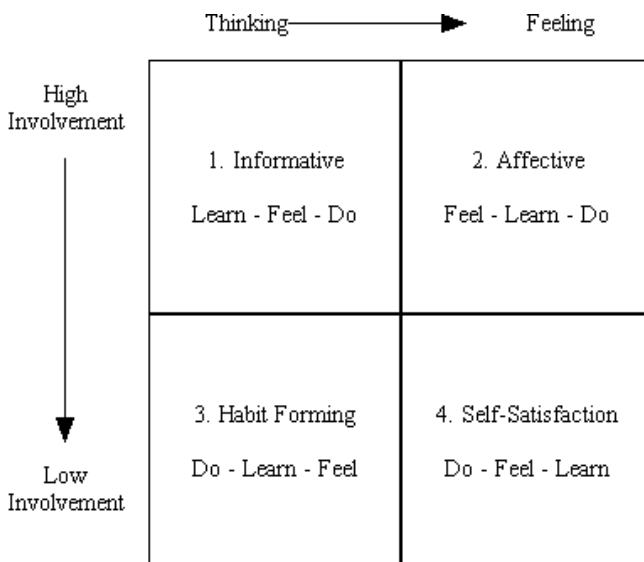 Thinking Feeling
High
Involvement
1. Informative
Learn - Feel - Do
2. Affective
Feel - Learn - Do
3. Habit Forming
Do - Learn - Feel
4. Self-Satisfaction
Do - Feel - Learn
Low
Involvement